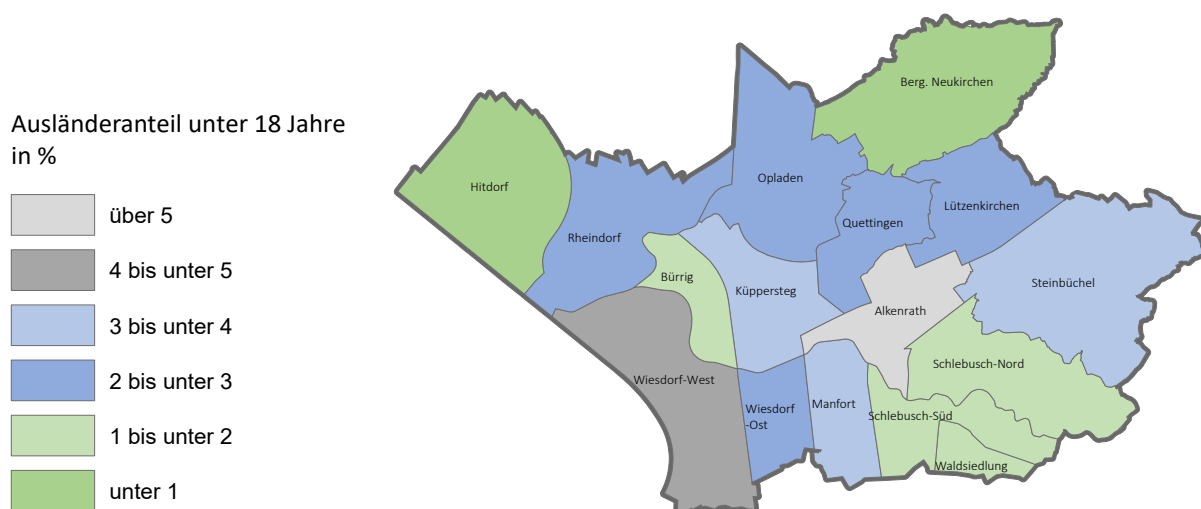 Ausländeranteil unter 18 Jahre
in %
über 5
4 bis unter 5
3 bis unter 4
2 bis unter 3
1 bis unter 2
unter 1
Berg. Neukirchen
Hitdorf
Opladen
Lützenkirchen
Quettingen
Rheindorf
Bürrig
Küppersteg
Steinbüchel
Alkenrath
Schlebusch-Nord
Wiesdorf-West
Wiesdorf
-Ost
Manfort
Schlebusch-Süd
Waldsiedlung